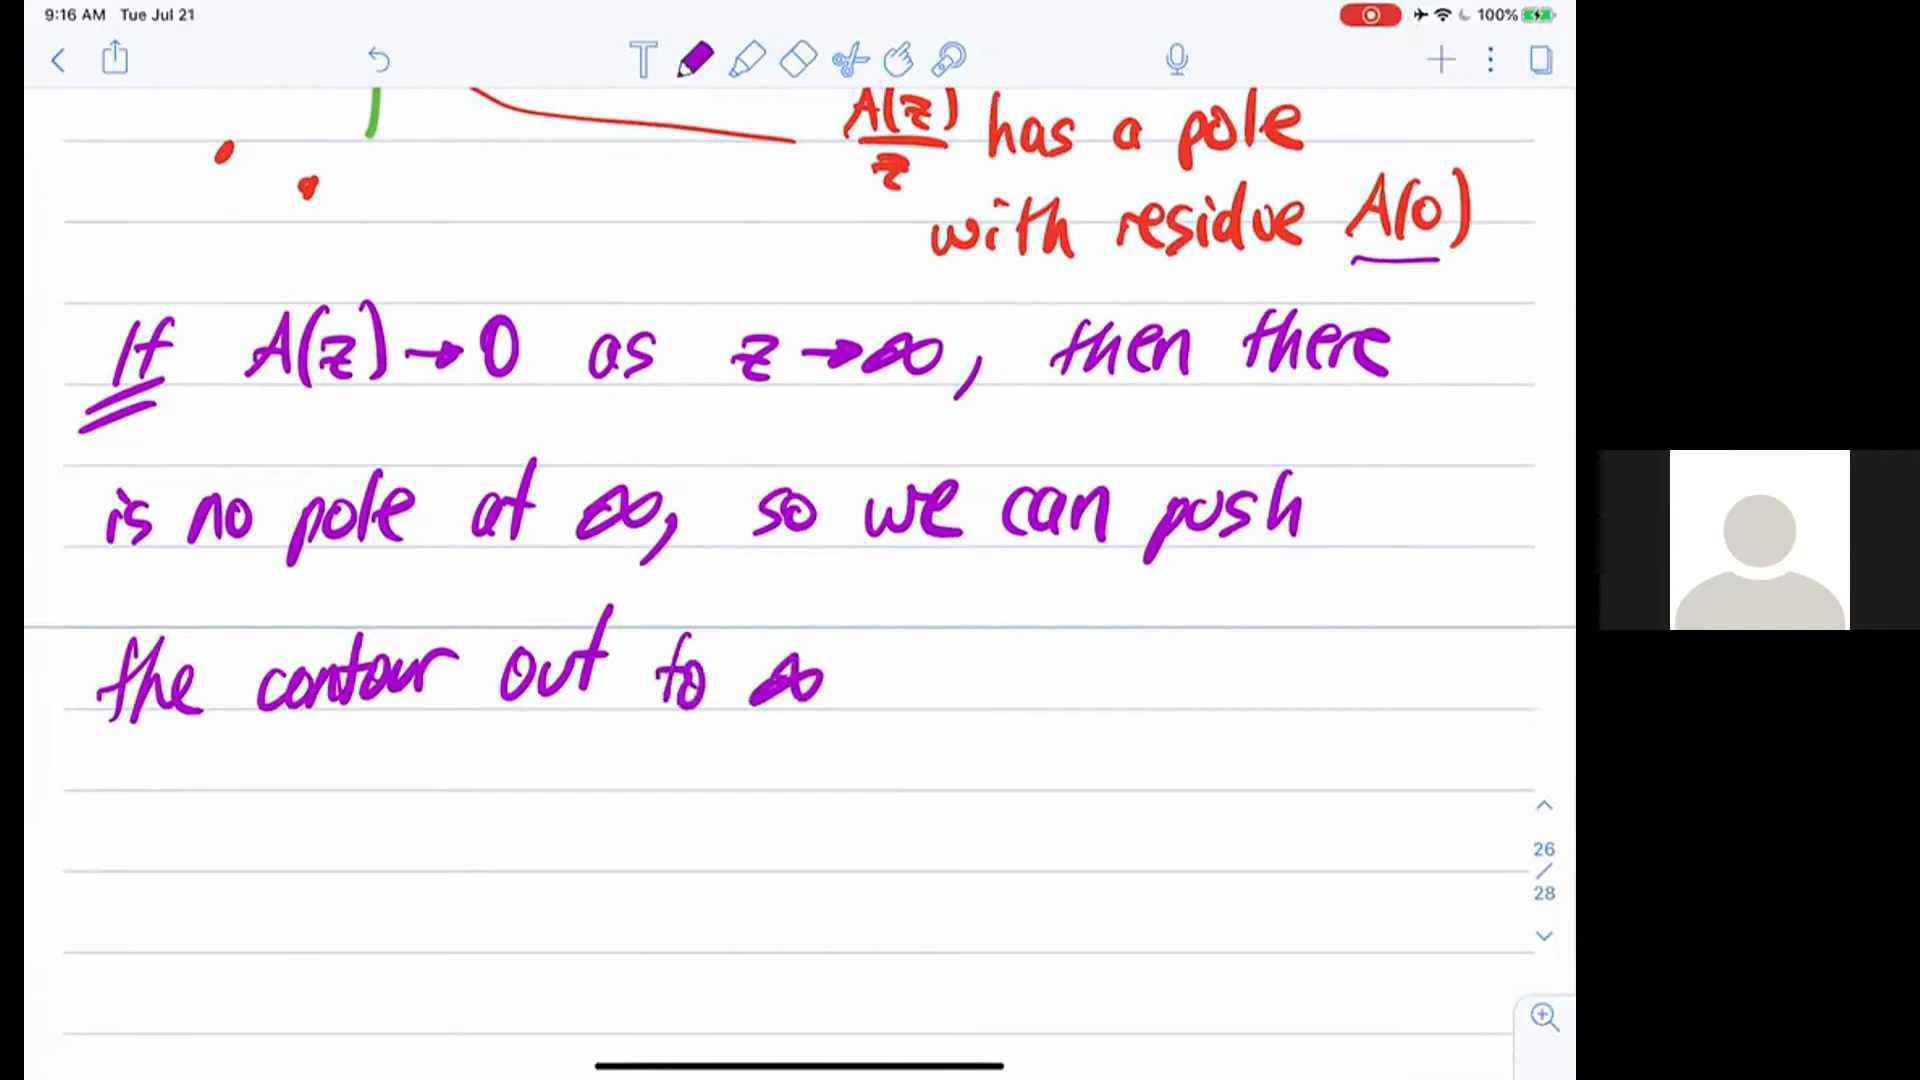 9:16 AM Tue Jul 21
100%
T
A(z)/z has a pole
with residue A(0)
If A(z)→0 as z→∞, then there
is no pole at ∞, so we can push
the contour out to ∞
26
/
28